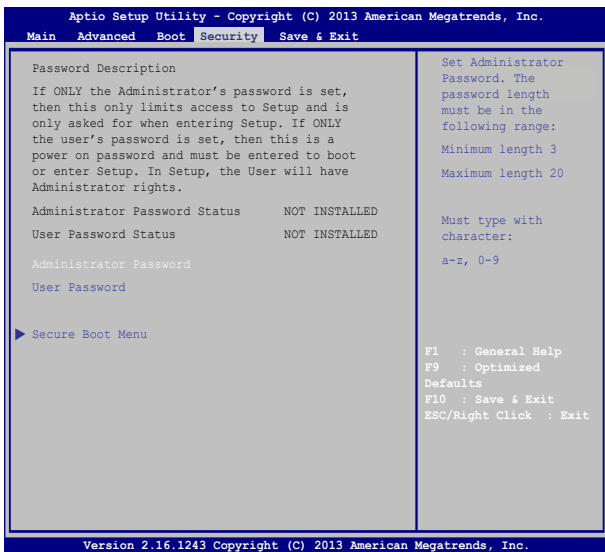 Aptio Setup Utility - Copyright (C) 2013 American Megatrends, Inc.
Main Advanced Boot Security Save & Exit
Password Description
If ONLY the Administrator's password is set,
then this only limits access to Setup and is
only asked for when entering Setup. If ONLY
the user's password is set, then this is a
power on password and must be entered to boot
or enter Setup. In Setup, the User will have
Administrator rights.
Administrator Password Status NOT INSTALLED
User Password Status NOT INSTALLED
Administrator Password
User Password
Secure Boot Menu
Set Administrator
Password. The
password length
must be in the
following range:
Minimum length 3
Maximum length 20
Must type with
character:
a-z, 0-9
F1 : General Help
F9 : Optimized
Defaults
F10 : Save & Exit
ESC/Right Click : Exit
Version 2.16.1243 Copyright (C) 2013 American Megatrends, Inc.